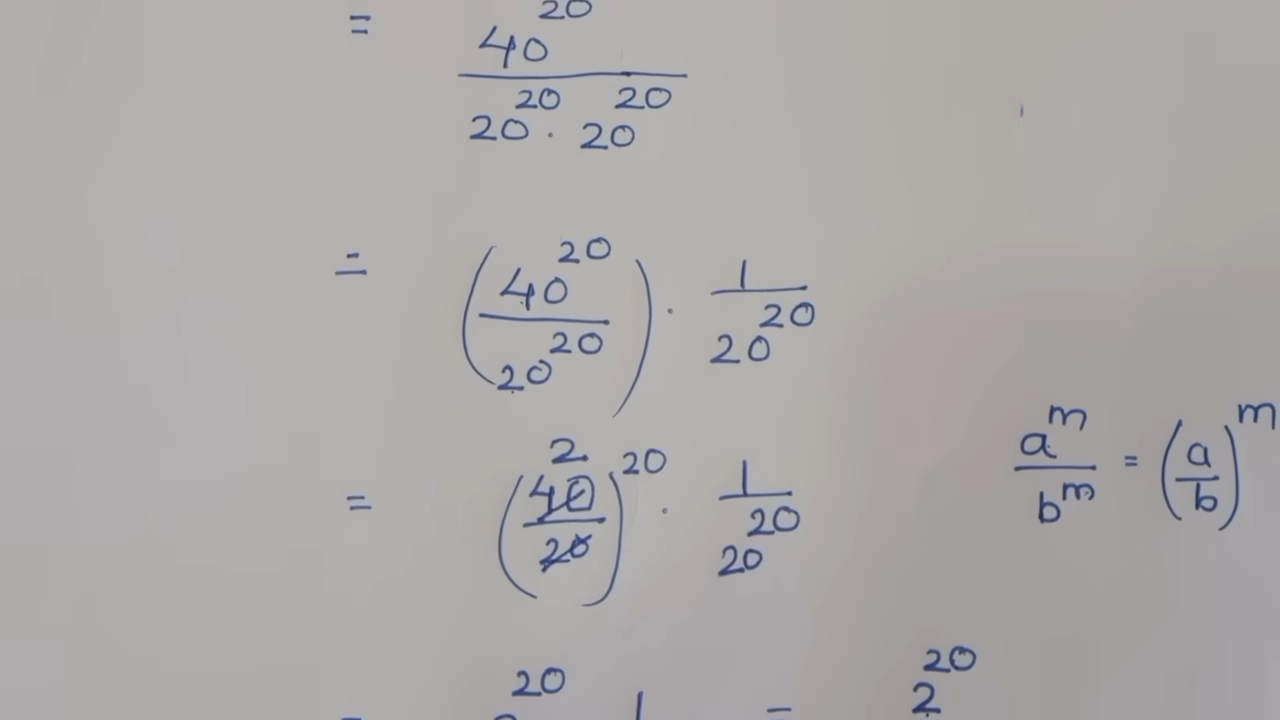 = 40^20 / (20^20 · 20^20)
= (40^20 / 20^20) · 1 / 20^20
a^m / b^m = (a / b)^m
2
= (40 / 20)^20 · 1 / 20^20
20 1 = 2^20